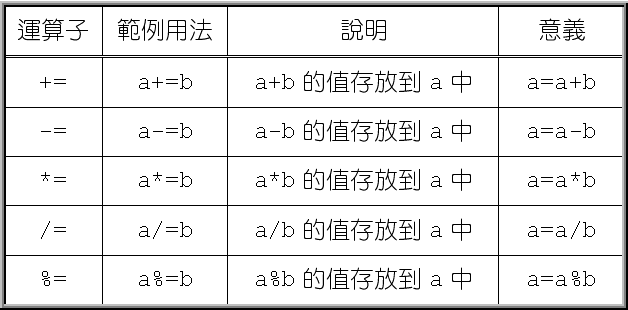 運算子 範例用法 說明 意義
+= a+=b a+b 的值存放到 a 中 a=a+b
-= a-=b a-b 的值存放到 a 中 a=a-b
*= a*=b a*b 的值存放到 a 中 a=a*b
/= a/=b a/b 的值存放到 a 中 a=a/b
%= a%=b a%b 的值存放到 a 中 a=a%b